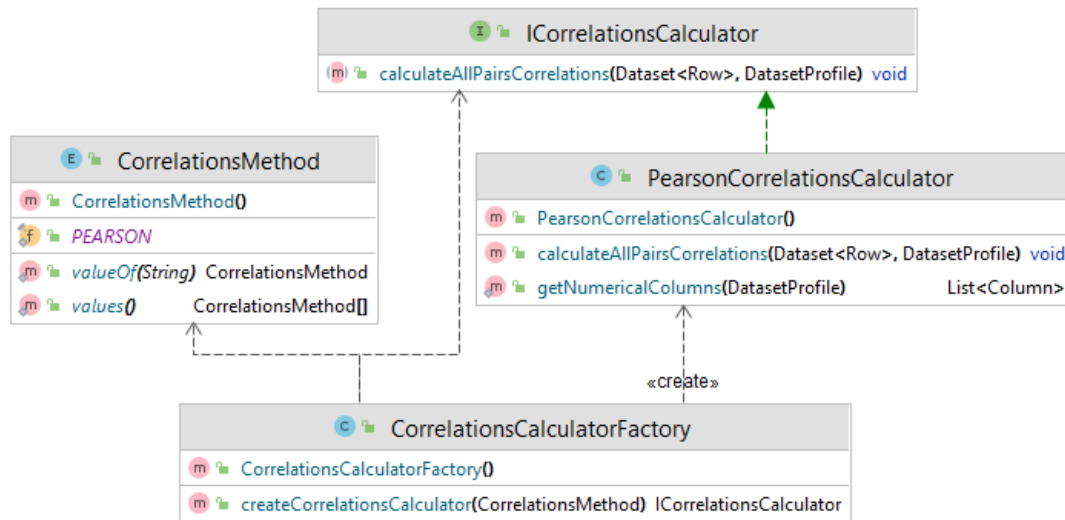 ICorrelationsCalculator
calculateAllPairsCorrelations(Dataset<Row>, DatasetProfile) void
CorrelationsMethod
CorrelationsMethod()
PEARSON
valueOf(String) CorrelationsMethod
values() CorrelationsMethod[]
PearsonCorrelationsCalculator
PearsonCorrelationsCalculator()
calculateAllPairsCorrelations(Dataset<Row>, DatasetProfile) void
getNumericalColumns(DatasetProfile) List<Column>
«create»
CorrelationsCalculatorFactory
CorrelationsCalculatorFactory()
createCorrelationsCalculator(CorrelationsMethod) ICorrelationsCalculator